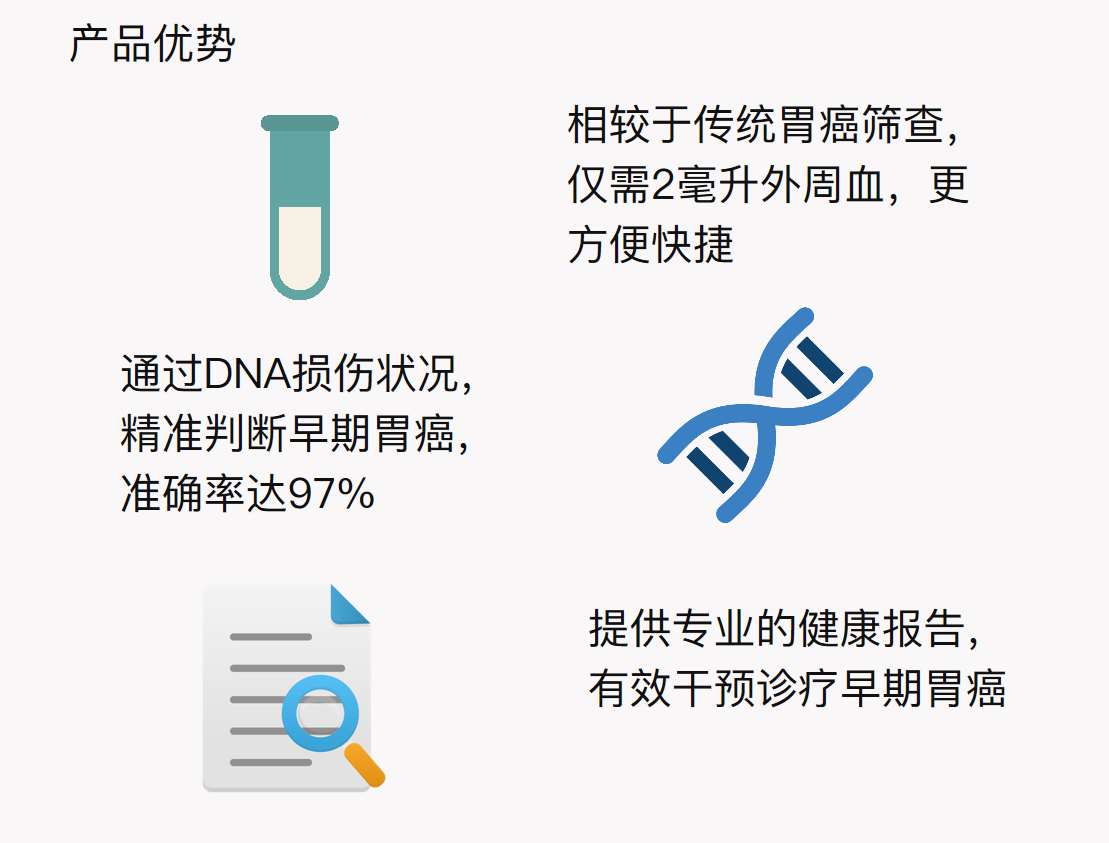 产品优势
相较于传统胃癌筛查，
仅需2毫升外周血，更
方便快捷
通过DNA损伤状况，
精准判断早期胃癌，
准确率达97%
提供专业的健康报告，
有效干预诊疗早期胃癌